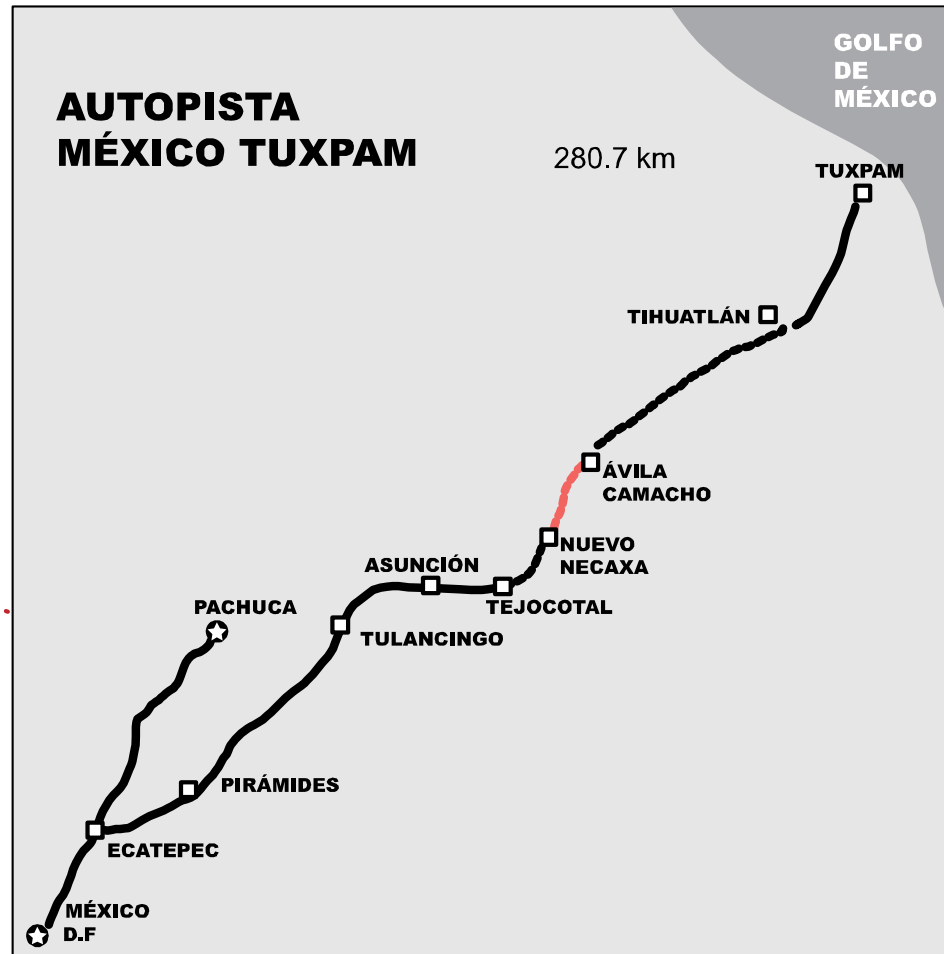 GOLFO
DE
MÉXICO
AUTOPISTA
MÉXICO TUXPAM
280.7 km
TUXPAM
TIHUATLÁN
ÁVILA
CAMACHO
NUEVO
NECAXA
ASUNCIÓN
TEJOCOTAL
PACHUCA
TULANCINGO
PIRÁMIDES
ECATEPEC
MÉXICO
D.F